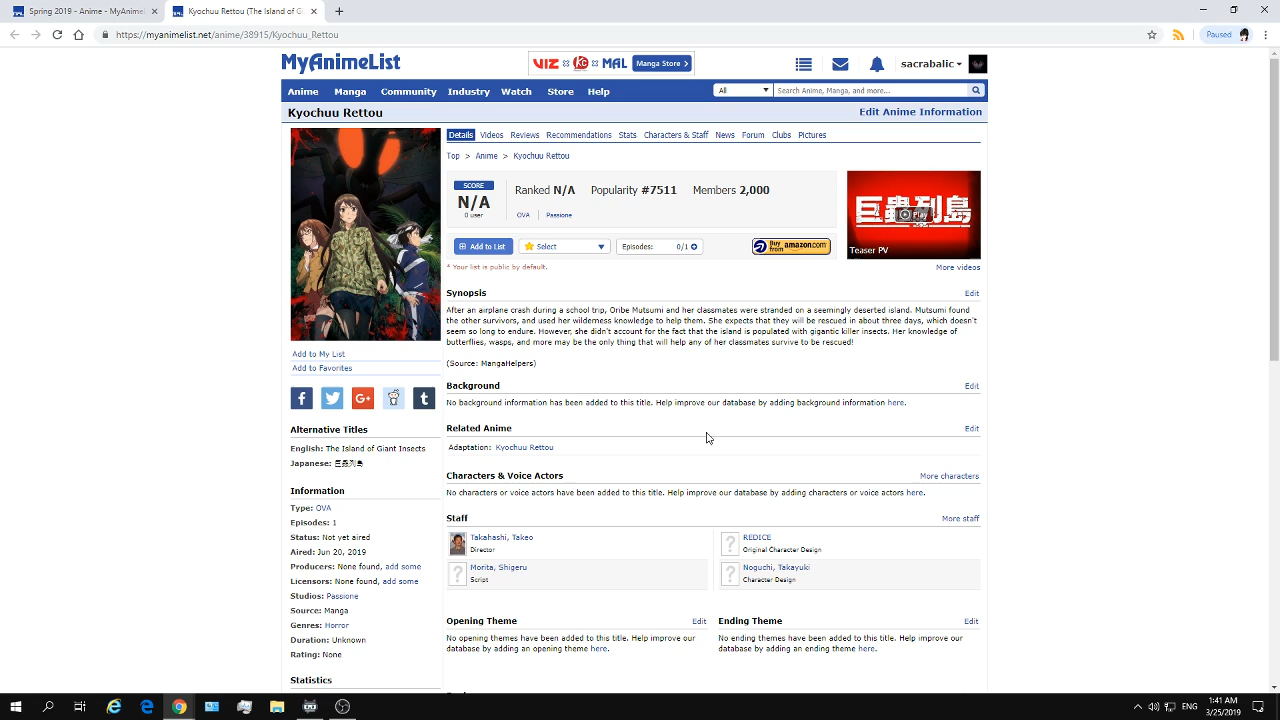 Spring 2019 - Anime - MyAnimeL
Kyochuu Rettou (The Island of G
https://myanimelist.net/anime/38915/Kyochuu_Rettou
Paused
MyAnimeList
VIZ MAL Manga Store
sacrabalic
Anime Manga Community Industry Watch Store Help
All
Search Anime, Manga, and more...
Kyochuu Rettou
Edit Anime Information
Details Videos Reviews Recommendations Stats Characters & Staff News Forum Clubs Pictures
Top > Anime > Kyochuu Rettou
SCORE
N/A
0 user
Ranked N/A Popularity #7511 Members 2,000
OVA Passione
Add to List
Select
Episodes: 0/1
Buy from amazon.com
* Your list is public by default.
巨蟲列島
Play
Teaser PV
More videos
Synopsis
Edit
After an airplane crash during a school trip, Oribe Mutsumi and her classmates were stranded on a seemingly deserted island. Mutsumi found
the other survivors, and used her wilderness knowledge to help them. She expects that they will be rescued in about three days, which doesn't
seem so long to endure. However, she didn't account for the fact that the island is populated with gigantic killer insects. Her knowledge of
butterflies, wasps, and more may be the only thing that will help any of her classmates survive to be rescued!
(Source: MangaHelpers)
Background
Edit
No background information has been added to this title. Help improve our database by adding background information here.
Related Anime
Edit
Adaptation: Kyochuu Rettou
Characters & Voice Actors
More characters
No characters or voice actors have been added to this title. Help improve our database by adding characters or voice actors here.
Staff
More staff
Takahashi, Takeo
Director
REDICE
Original Character Design
Morita, Shigeru
Script
Noguchi, Takayuki
Character Design
Opening Theme
Edit
No opening themes have been added to this title. Help improve our
database by adding an opening theme here.
Ending Theme
Edit
No ending themes have been added to this title. Help improve our
database by adding an ending theme here.
Add to My List
Add to Favorites
Alternative Titles
English: The Island of Giant Insects
Japanese: 巨蟲列島
Information
Type: OVA
Episodes: 1
Status: Not yet aired
Aired: Jun 20, 2019
Producers: None found, add some
Licensors: None found, add some
Studios: Passione
Source: Manga
Genres: Horror
Duration: Unknown
Rating: None
Statistics
ENG
1:41 AM
3/25/2019